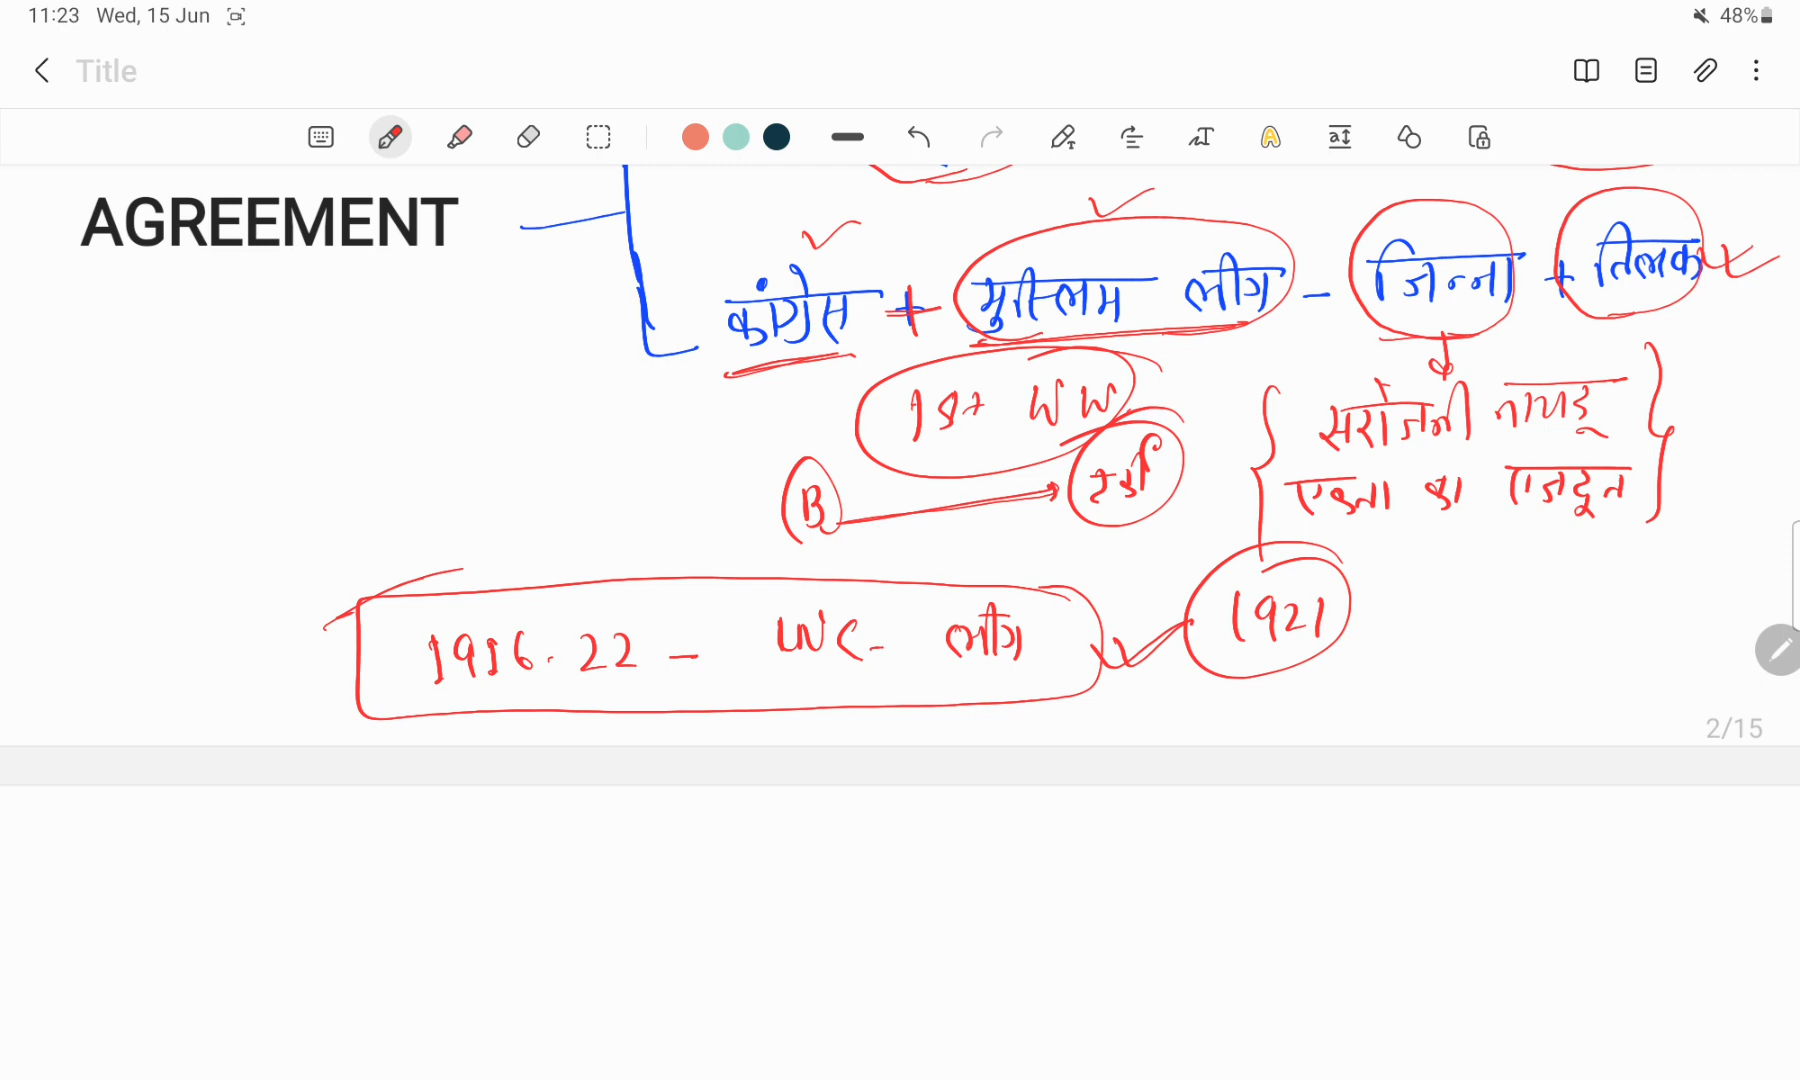 11:23 Wed, 15 Jun 48%
Title
AGREEMENT
कांग्रेस + मुस्लिम लीग - जिन्ना + तिलक
1st WW
सरोजनी नायडू
B टर्की
एकता का राजदूत
1916-22 - INC - लीग 1921
2/15